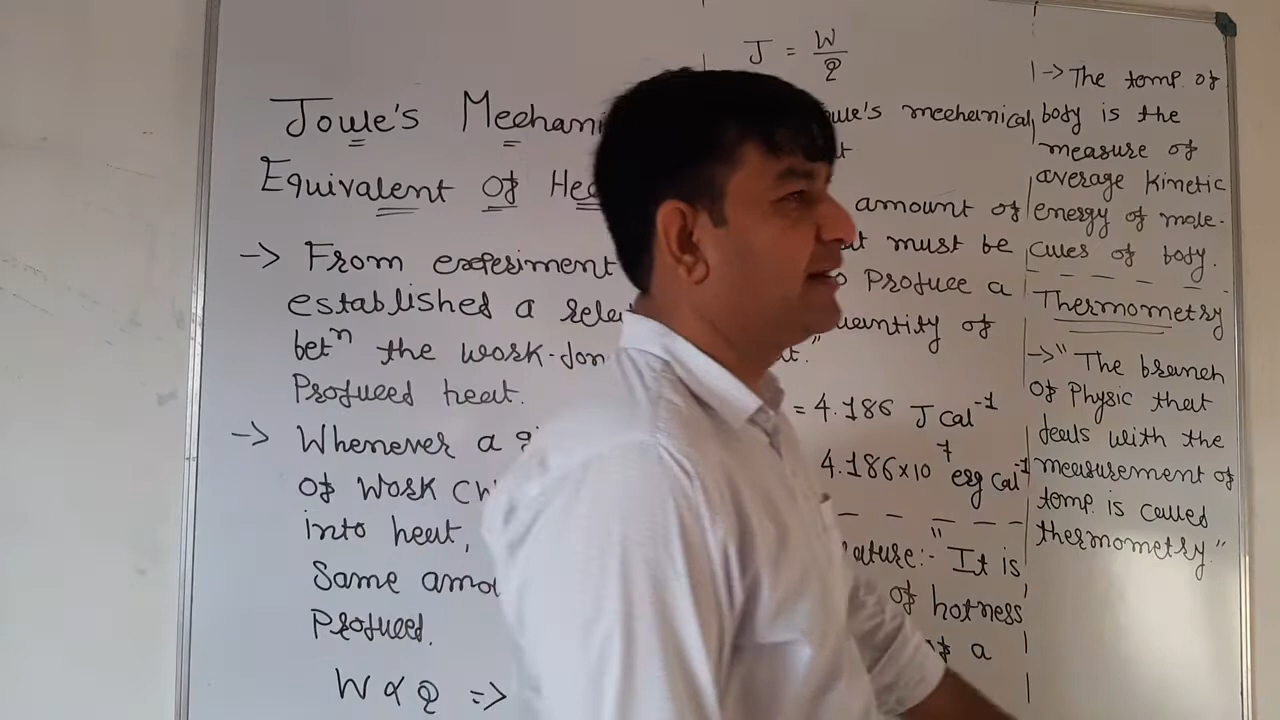 Joule's Mechani
Equivalent of Hea
-> From experiment
established a rela
betⁿ the work-don
Produced heat.
-> Whenever a
of work
into heat,
Same amo
Produced.
W ∝ Q =>
J = W/Q
oule's mechanical
amount of
must be
Produce a
uantity of
= 4.186 J cal⁻¹
4.186×10⁷ erg cal⁻¹
ature:- "It is
of hotness
of a
-> The temp. of
body is the
measure of
average kinetic
energy of mole-
cules of body.
Thermometry
-> "The branch
of Physic that
deals with the
measurement of
temp. is called
thermometry."